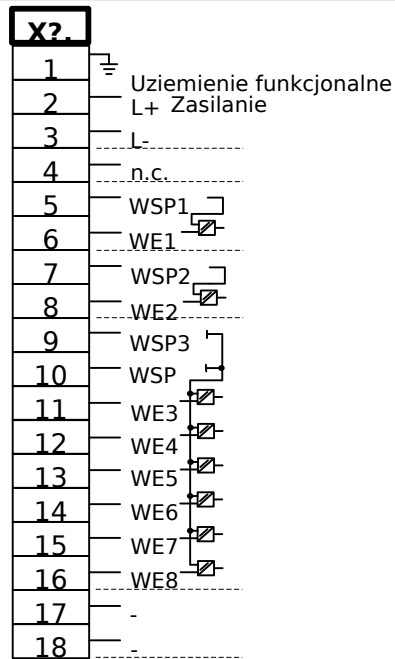 X?.
1
Uziemienie funkcjonalne
2 L+ Zasilanie
3 L-
4 n.c.
5 WSP1
6 WE1
7 WSP2
8 WE2
9 WSP3
10 WSP
11 WE3
12 WE4
13 WE5
14 WE6
15 WE7
16 WE8
17 -
18 -